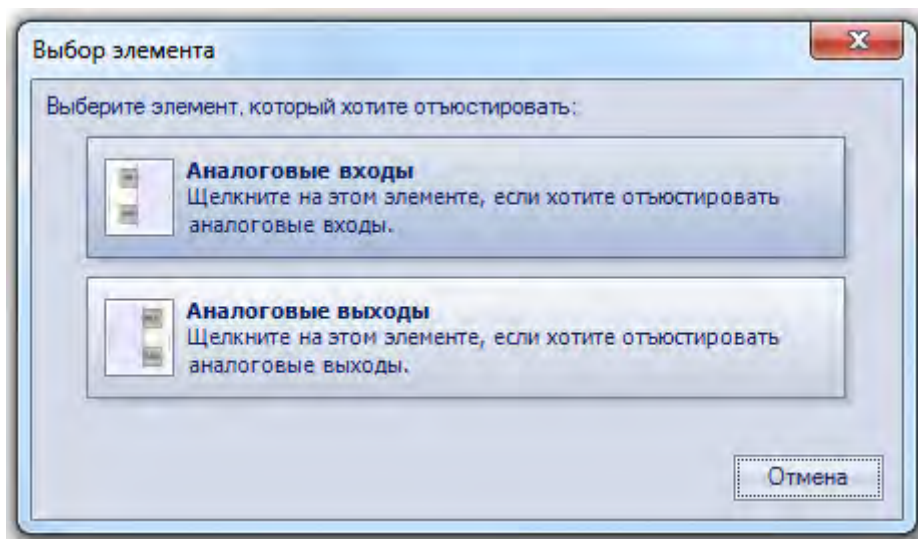 Выбор элемента
Выберите элемент, который хотите отъюстировать:
Аналоговые входы
Щелкните на этом элементе, если хотите отъюстировать
аналоговые входы.
Аналоговые выходы
Щелкните на этом элементе, если хотите отъюстировать
аналоговые выходы.
Отмена